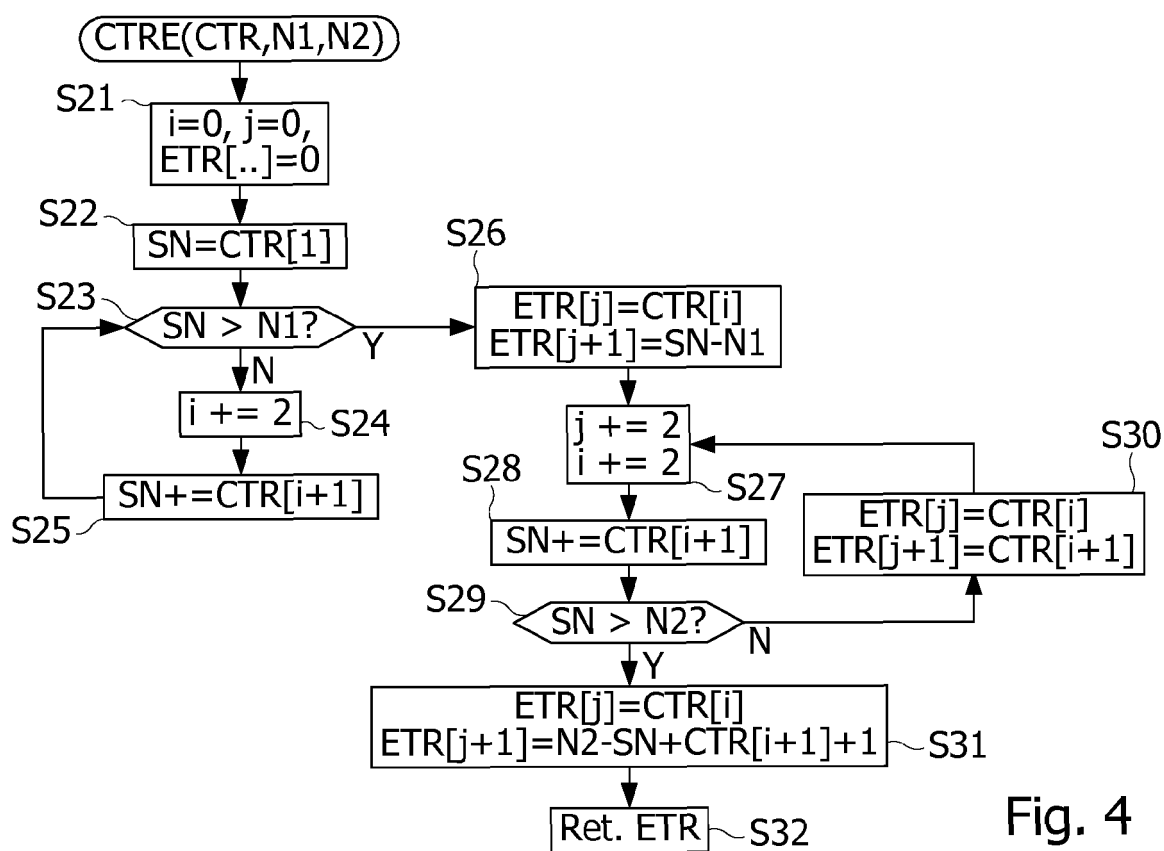 CTRE(CTR,N1,N2)
S21
i=0, j=0,
ETR[..]=0
S22
SN=CTR[1]
S23
SN > N1?
Y
N
i += 2
S24
SN+=CTR[i+1]
S25
S26
ETR[j]=CTR[i]
ETR[j+1]=SN-N1
j += 2
i += 2
S27
S28
SN+=CTR[i+1]
S29
SN > N2?
N
Y
S30
ETR[j]=CTR[i]
ETR[j+1]=CTR[i+1]
ETR[j]=CTR[i]
ETR[j+1]=N2-SN+CTR[i+1]+1
S31
Ret. ETR
S32
Fig. 4